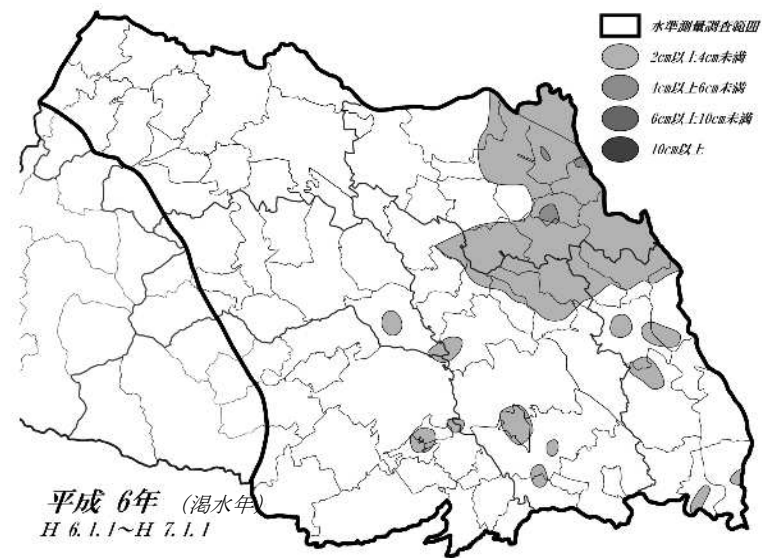 水準測量調査範囲
2cm以上4cm未満
4cm以上6cm未満
6cm以上10cm未満
10cm以上
平成 6年 (渇水年)
H 6.1.1～H 7.1.1